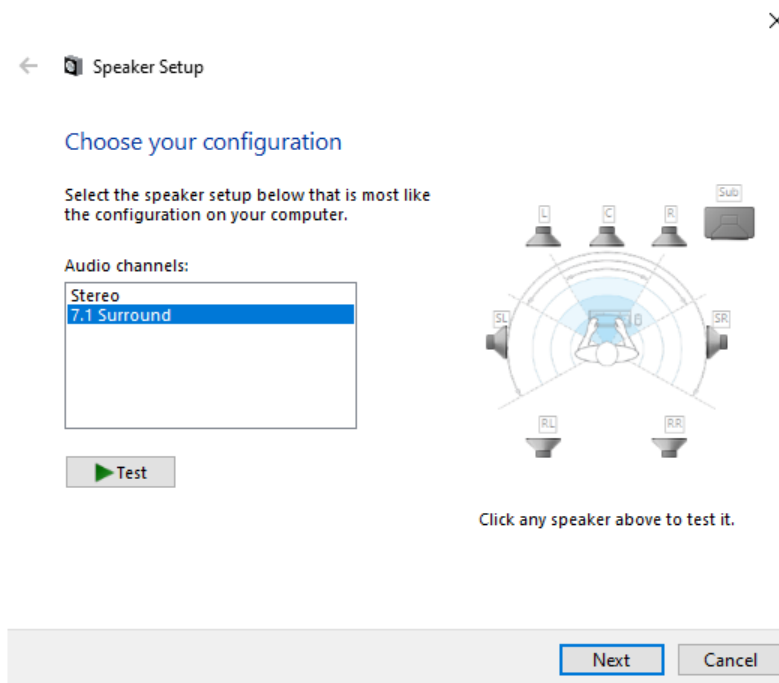 Speaker Setup
Choose your configuration
Select the speaker setup below that is most like
the configuration on your computer.
Audio channels:
Stereo
7.1 Surround
Test
Sub
L
C
R
SL
SR
RL
RR
Click any speaker above to test it.
Next
Cancel